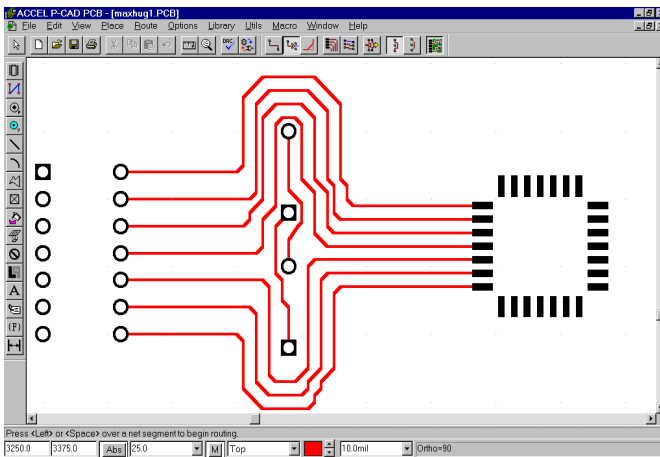 ACCEL P-CAD PCB - [maxhug1.PCB]
File Edit View Place Route Options Library Utils Macro Window Help
DRC
A
{P}
Press <Left> or <Space> over a net segment to begin routing.
3250.0 3375.0 Abs 25.0 M Top 10.0mil Ortho=90